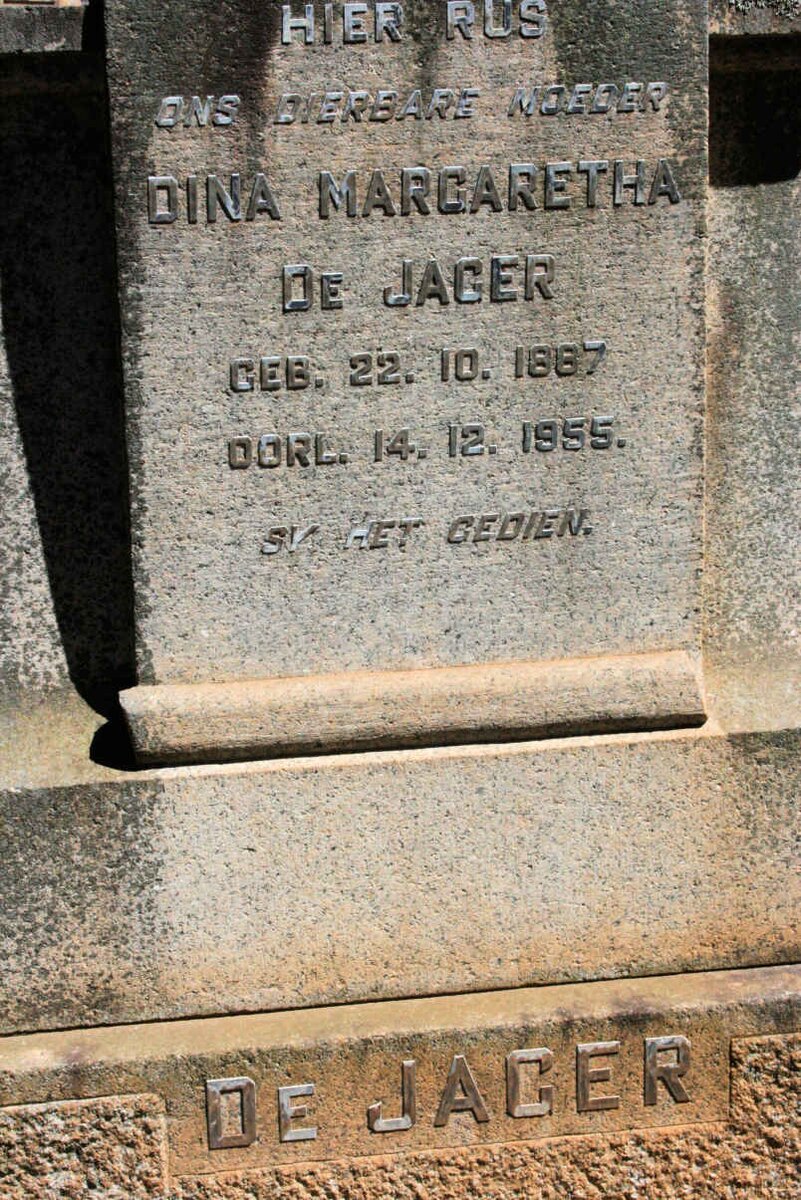 HIER RUS
ONS DIERBARE MOEDER
DINA MARGARETHA
DE JAGER
GEB. 22. 10. 1887
OORL. 14. 12. 1955.
SY HET GEDIEN.
DE JAGER